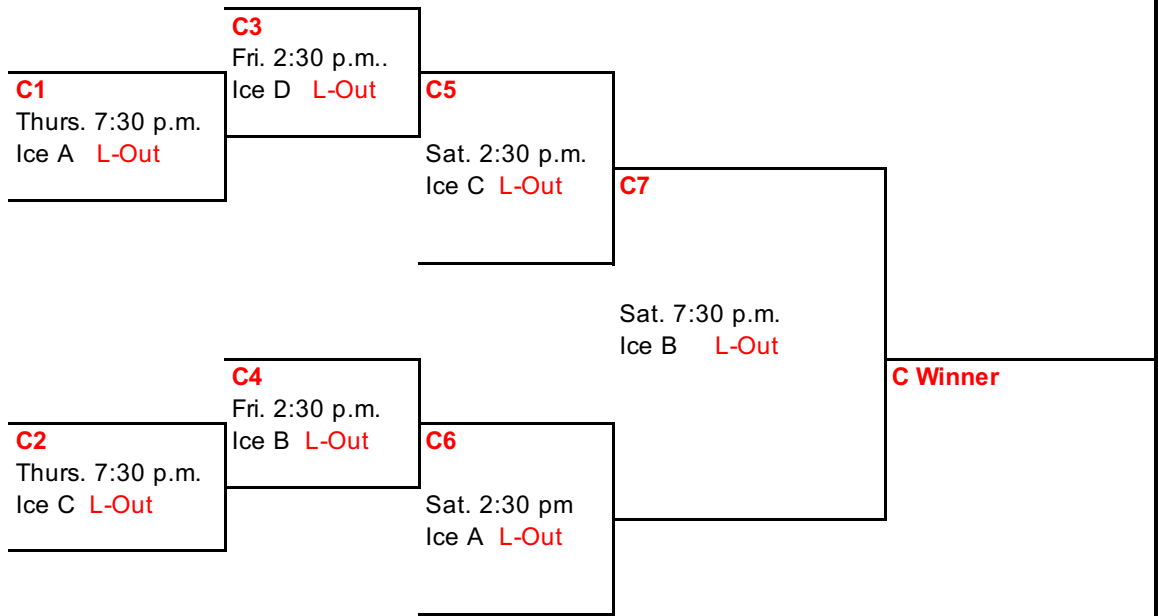 C3
Fri. 2:30 p.m..
Ice D L-Out
C1
Thurs. 7:30 p.m.
Ice A L-Out
C5
Sat. 2:30 p.m.
Ice C L-Out
C7
Sat. 7:30 p.m.
Ice B L-Out
C Winner
C4
Fri. 2:30 p.m.
Ice B L-Out
C2
Thurs. 7:30 p.m.
Ice C L-Out
C6
Sat. 2:30 pm
Ice A L-Out